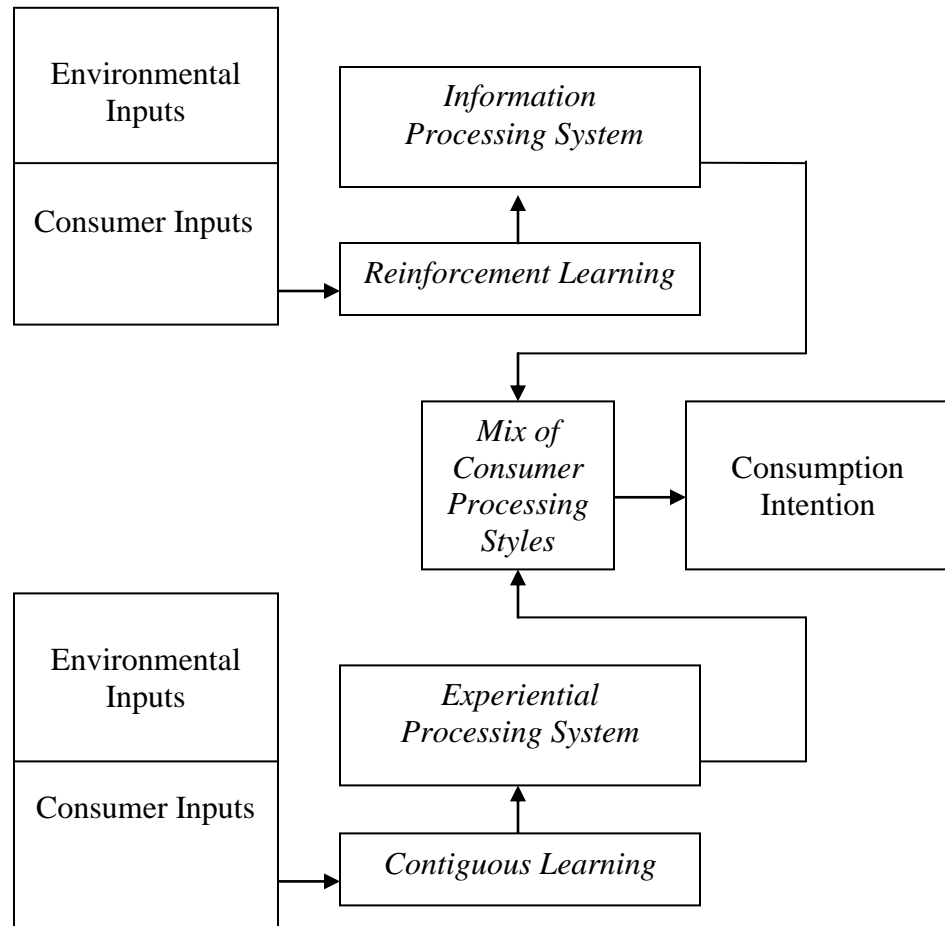 Environmental
Inputs
Consumer Inputs
Information
Processing System
Reinforcement Learning
Mix of
Consumer
Processing
Styles
Consumption
Intention
Environmental
Inputs
Consumer Inputs
Experiential
Processing System
Contiguous Learning